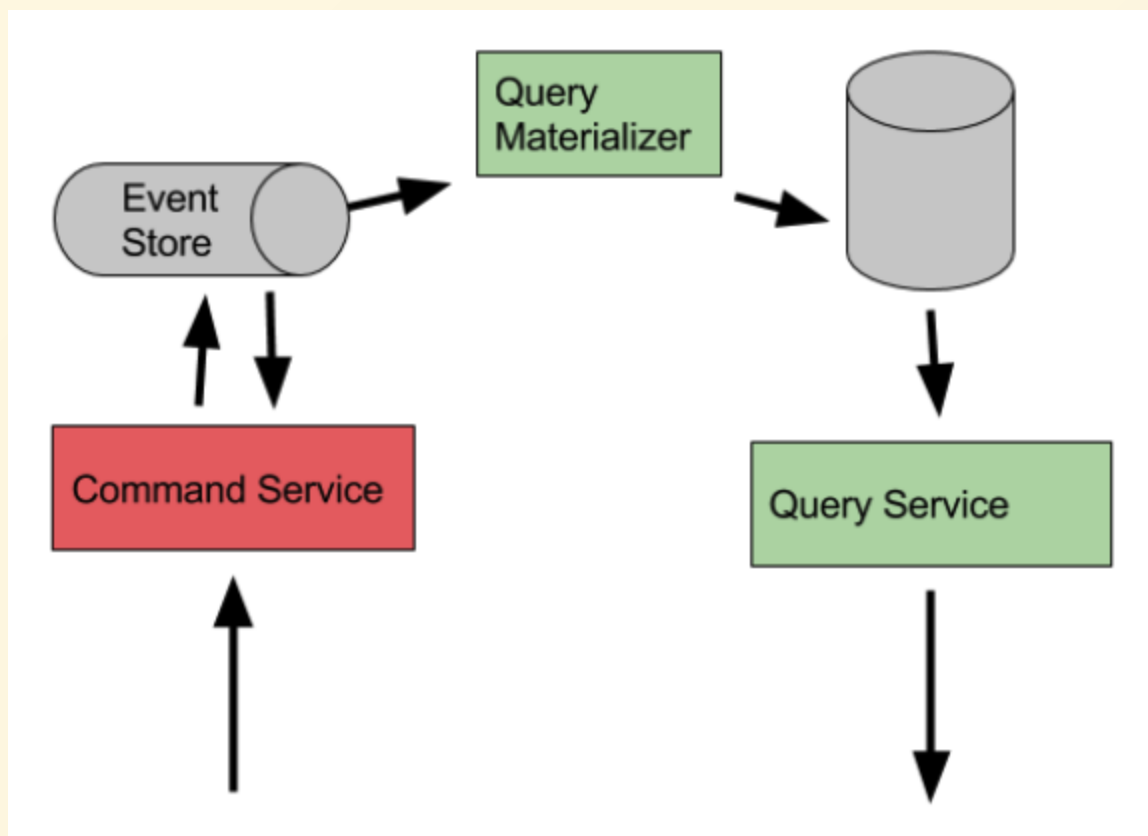 Query
Materializer
Event
Store
Command Service
Query Service